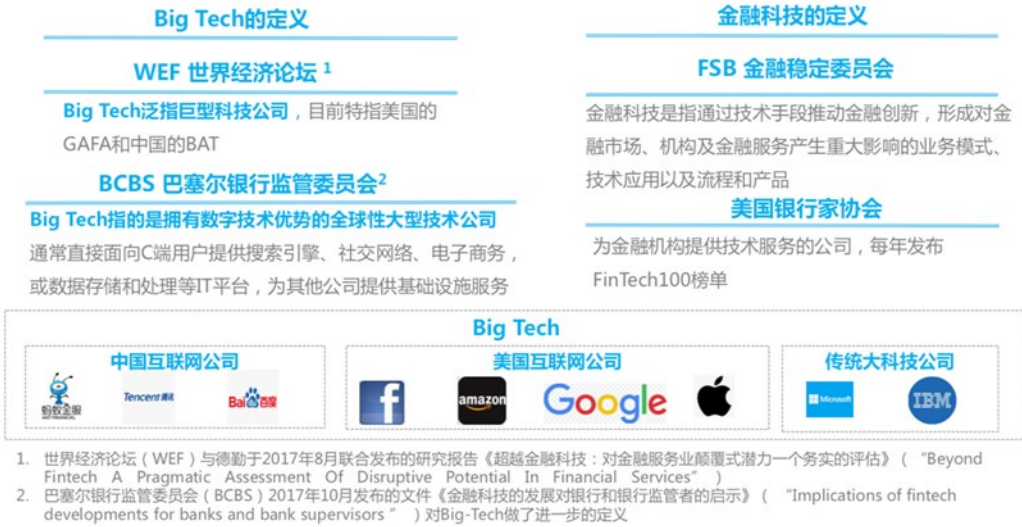 Big Tech的定义
WEF 世界经济论坛 1
Big Tech泛指巨型科技公司，目前特指美国的
GAFA和中国的BAT
BCBS 巴塞尔银行监管委员会2
Big Tech指的是拥有数字技术优势的全球性大型技术公司
通常直接面向C端用户提供搜索引擎、社交网络、电子商务，
或数据存储和处理等IT平台，为其他公司提供基础设施服务
金融科技的定义
FSB 金融稳定委员会
金融科技是指通过技术手段推动金融创新，形成对金
融市场、机构及金融服务产生重大影响的业务模式、
技术应用以及流程和产品
美国银行家协会
为金融机构提供技术服务的公司，每年发布
FinTech100榜单
Big Tech
中国互联网公司
蚂蚁金服
ANT FINANCIAL
Tencent 腾讯
Bai du 百度
美国互联网公司
f
amazon
Google
传统大科技公司
Microsoft
IBM
1. 世界经济论坛（WEF）与德勤于2017年8月联合发布的研究报告《超越金融科技：对金融服务业颠覆式潜力一个务实的评估》（ “Beyond
Fintech A Pragmatic Assessment Of Disruptive Potential In Financial Services” ）
2. 巴塞尔银行监管委员会（BCBS）2017年10月发布的文件《金融科技的发展对银行和银行监管者的启示》（ “Implications of fintech
developments for banks and bank supervisors ” ）对Big-Tech做了进一步的定义